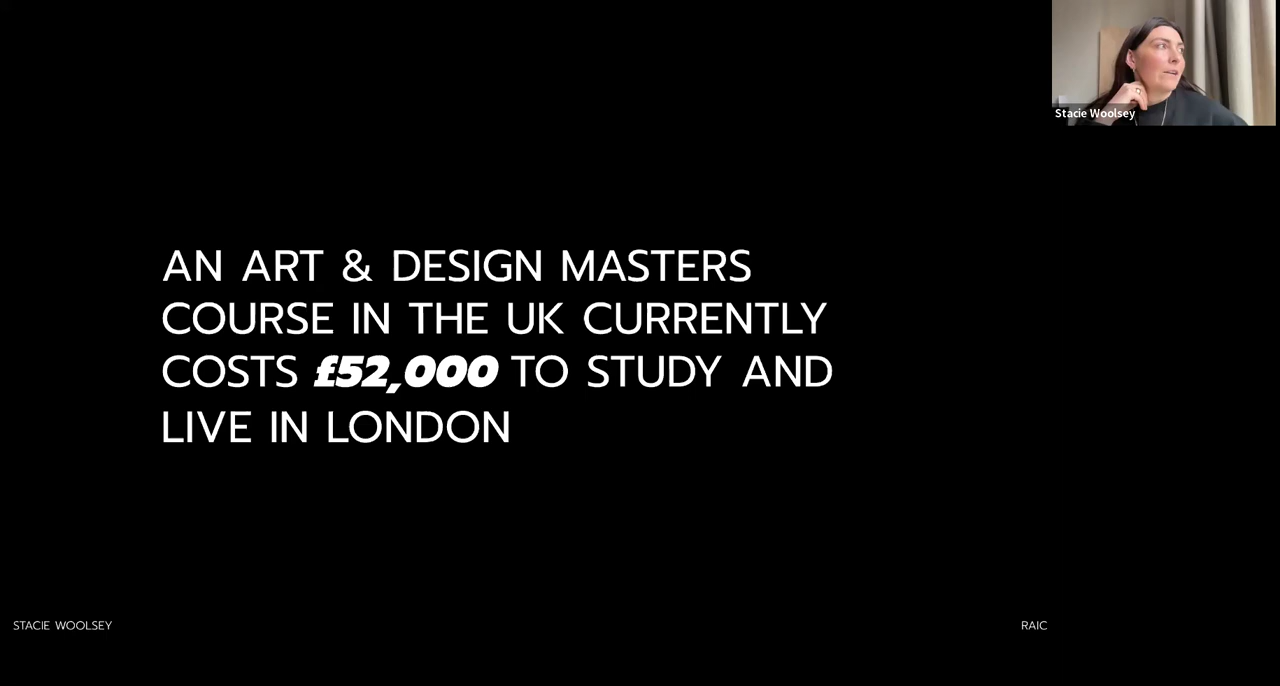 Stacie Woolsey
AN ART & DESIGN MASTERS
COURSE IN THE UK CURRENTLY
COSTS £52,000 TO STUDY AND
LIVE IN LONDON
STACIE WOOLSEY
RAIC